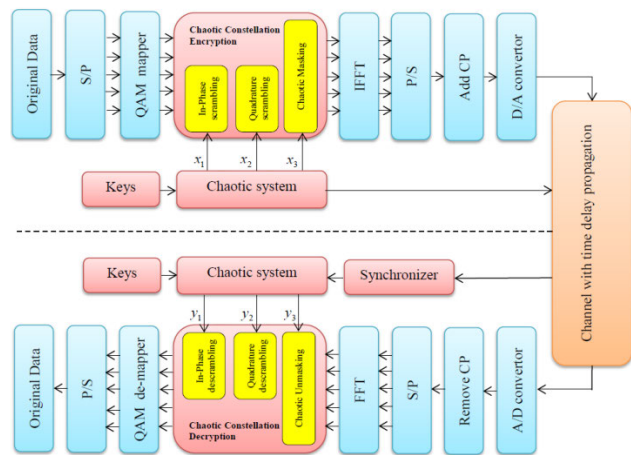 Original Data
S/P
QAM mapper
Chaotic Constellation
Encryption
In-Phase
scrambling
Quadrature
scrambling
Chaotic Masking
IFFT
P/S
Add CP
D/A convertor
x1
x2
x3
Keys
Chaotic system
Channel with time delay propagation
Keys
Chaotic system
Synchronizer
y1
y2
y3
Original Data
P/S
QAM de-mapper
In-Phase
descrambling
Quadrature
descrambling
Chaotic Unmasking
Chaotic Constellation
Decryption
FFT
S/P
Remove CP
A/D convertor